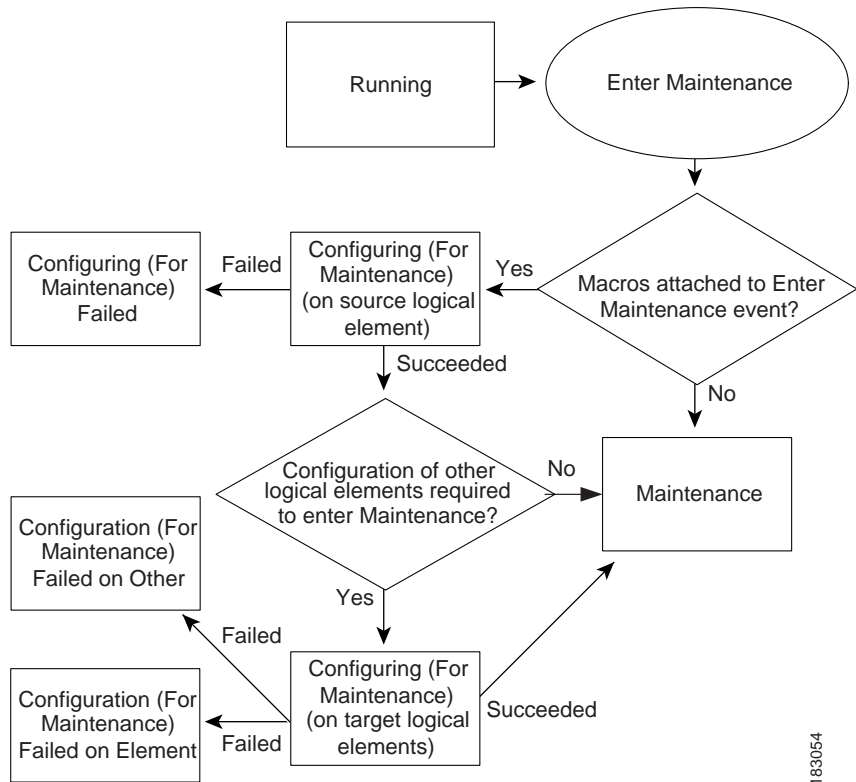 Running
Enter Maintenance
Macros attached to Enter
Maintenance event?
Yes
No
Configuring (For
Maintenance)
(on source logical
element)
Failed
Configuring (For
Maintenance)
Failed
Succeeded
Configuration of other
logical elements required
to enter Maintenance?
No
Maintenance
Yes
Configuring (For
Maintenance)
(on target logical
elements)
Succeeded
Failed
Configuration (For
Maintenance)
Failed on Other
Failed
Configuration (For
Maintenance)
Failed on Element
183054